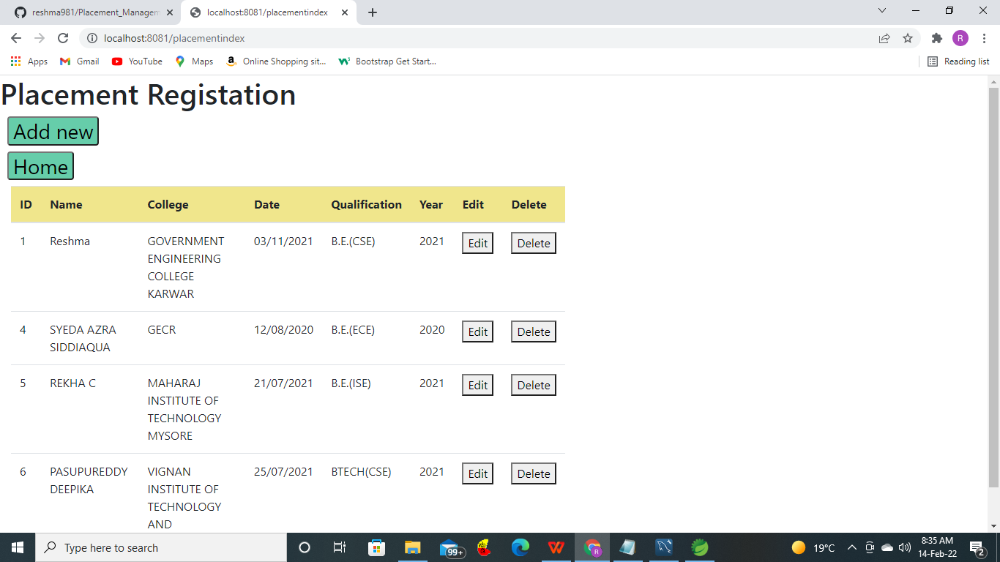 reshma981/Placement_Managem
localhost:8081/placementindex
localhost:8081/placementindex
R
Apps
Gmail
YouTube
Maps
Online Shopping sit...
Bootstrap Get Start...
Reading list
Placement Registation
Add new
Home
ID Name College Date Qualification Year Edit Delete
1 Reshma GOVERNMENT 03/11/2021 B.E.(CSE) 2021 Edit Delete
ENGINEERING
COLLEGE
KARWAR
4 SYEDA AZRA GECR 12/08/2020 B.E.(ECE) 2020 Edit Delete
SIDDIAQUA
5 REKHA C MAHARAJ 21/07/2021 B.E.(ISE) 2021 Edit Delete
INSTITUTE OF
TECHNOLOGY
MYSORE
6 PASUPUREDDY VIGNAN 25/07/2021 BTECH(CSE) 2021 Edit Delete
DEEPIKA INSTITUTE OF
TECHNOLOGY
AND
Type here to search
99+
R
19°C
8:35 AM
14-Feb-22
2